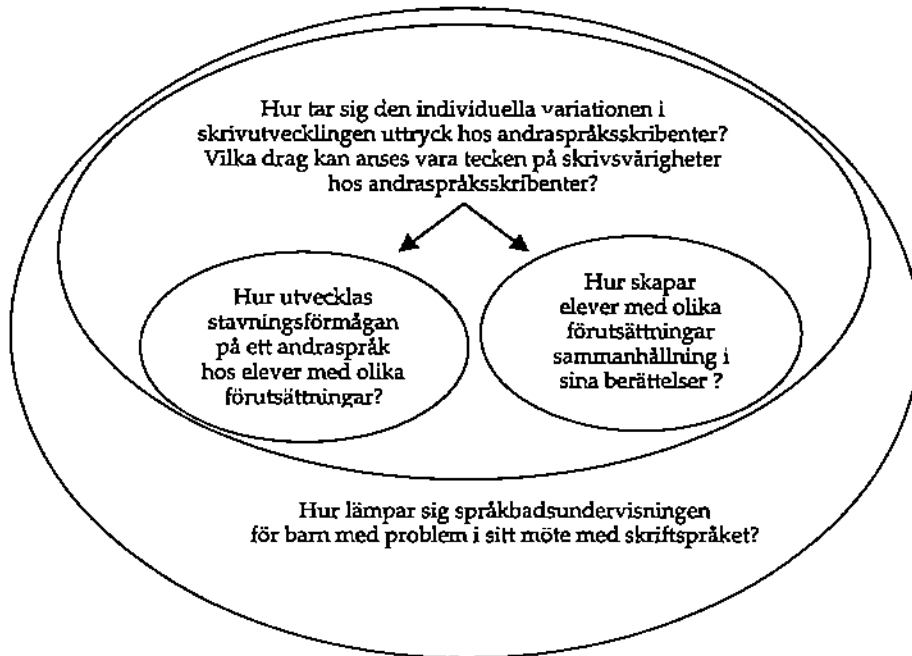 Hur tar sig den individuella variationen i
skrivutvecklingen uttryck hos andraspråksskribenter?
Vilka drag kan anses vara tecken på skrivsvårigheter
hos andraspråksskribenter?
Hur utvecklas
stavningsförmågan
på ett andraspråk
hos elever med olika
förutsättningar?
Hur skapar
elever med olika
förutsättningar
sammanhållning i
sina berättelser ?
Hur lämpar sig språkbadsundervisningen
för barn med problem i sitt möte med skriftspråket?